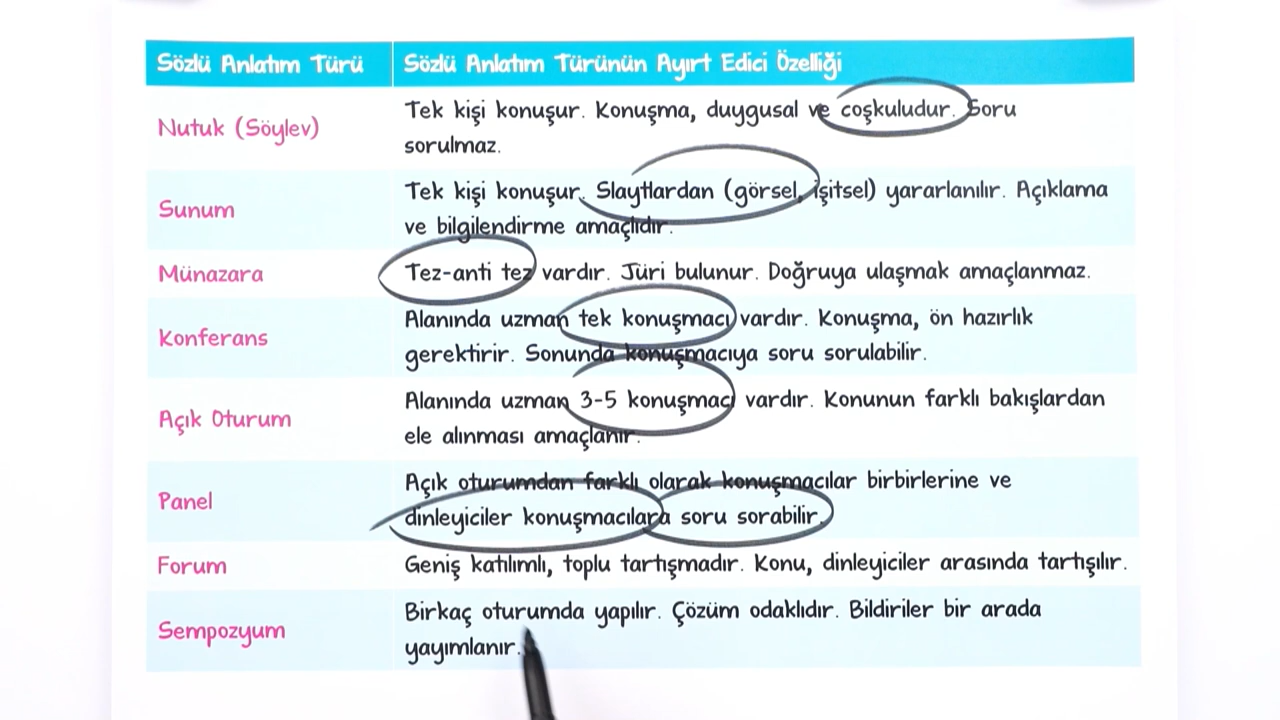 Sözlü Anlatım Türü
Sözlü Anlatım Türünün Ayırt Edici Özelliği
Nutuk (Söylev)
Tek kişi konuşur. Konuşma, duygusal ve coşkuludur. Soru
sorulmaz.
Sunum
Tek kişi konuşur. Slaytlardan (görsel, işitsel) yararlanılır. Açıklama
ve bilgilendirme amaçlıdır.
Münazara
Tez-anti tez vardır. Jüri bulunur. Doğruya ulaşmak amaçlanmaz.
Konferans
Alanında uzman tek konuşmacı vardır. Konuşma, ön hazırlık
gerektirir. Sonunda konuşmacıya soru sorulabilir.
Açık Oturum
Alanında uzman 3-5 konuşmacı vardır. Konunun farklı bakışlardan
ele alınması amaçlanır.
Panel
Açık oturumdan farklı olarak konuşmacılar birbirlerine ve
dinleyiciler konuşmacılara soru sorabilir.
Forum
Geniş katılımlı, toplu tartışmadır. Konu, dinleyiciler arasında tartışılır.
Sempozyum
Birkaç oturumda yapılır. Çözüm odaklıdır. Bildiriler bir arada
yayımlanır.